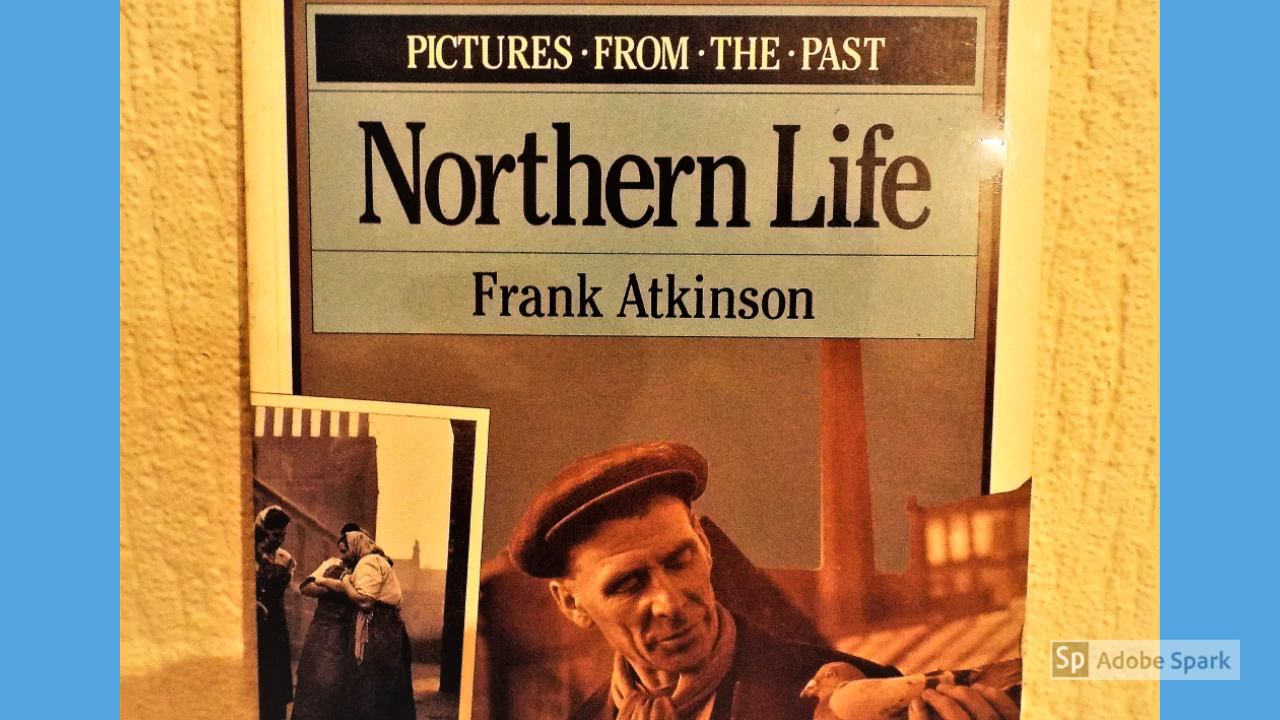 PICTURES · FROM · THE · PAST
Northern Life
Frank Atkinson
Sp Adobe Spark